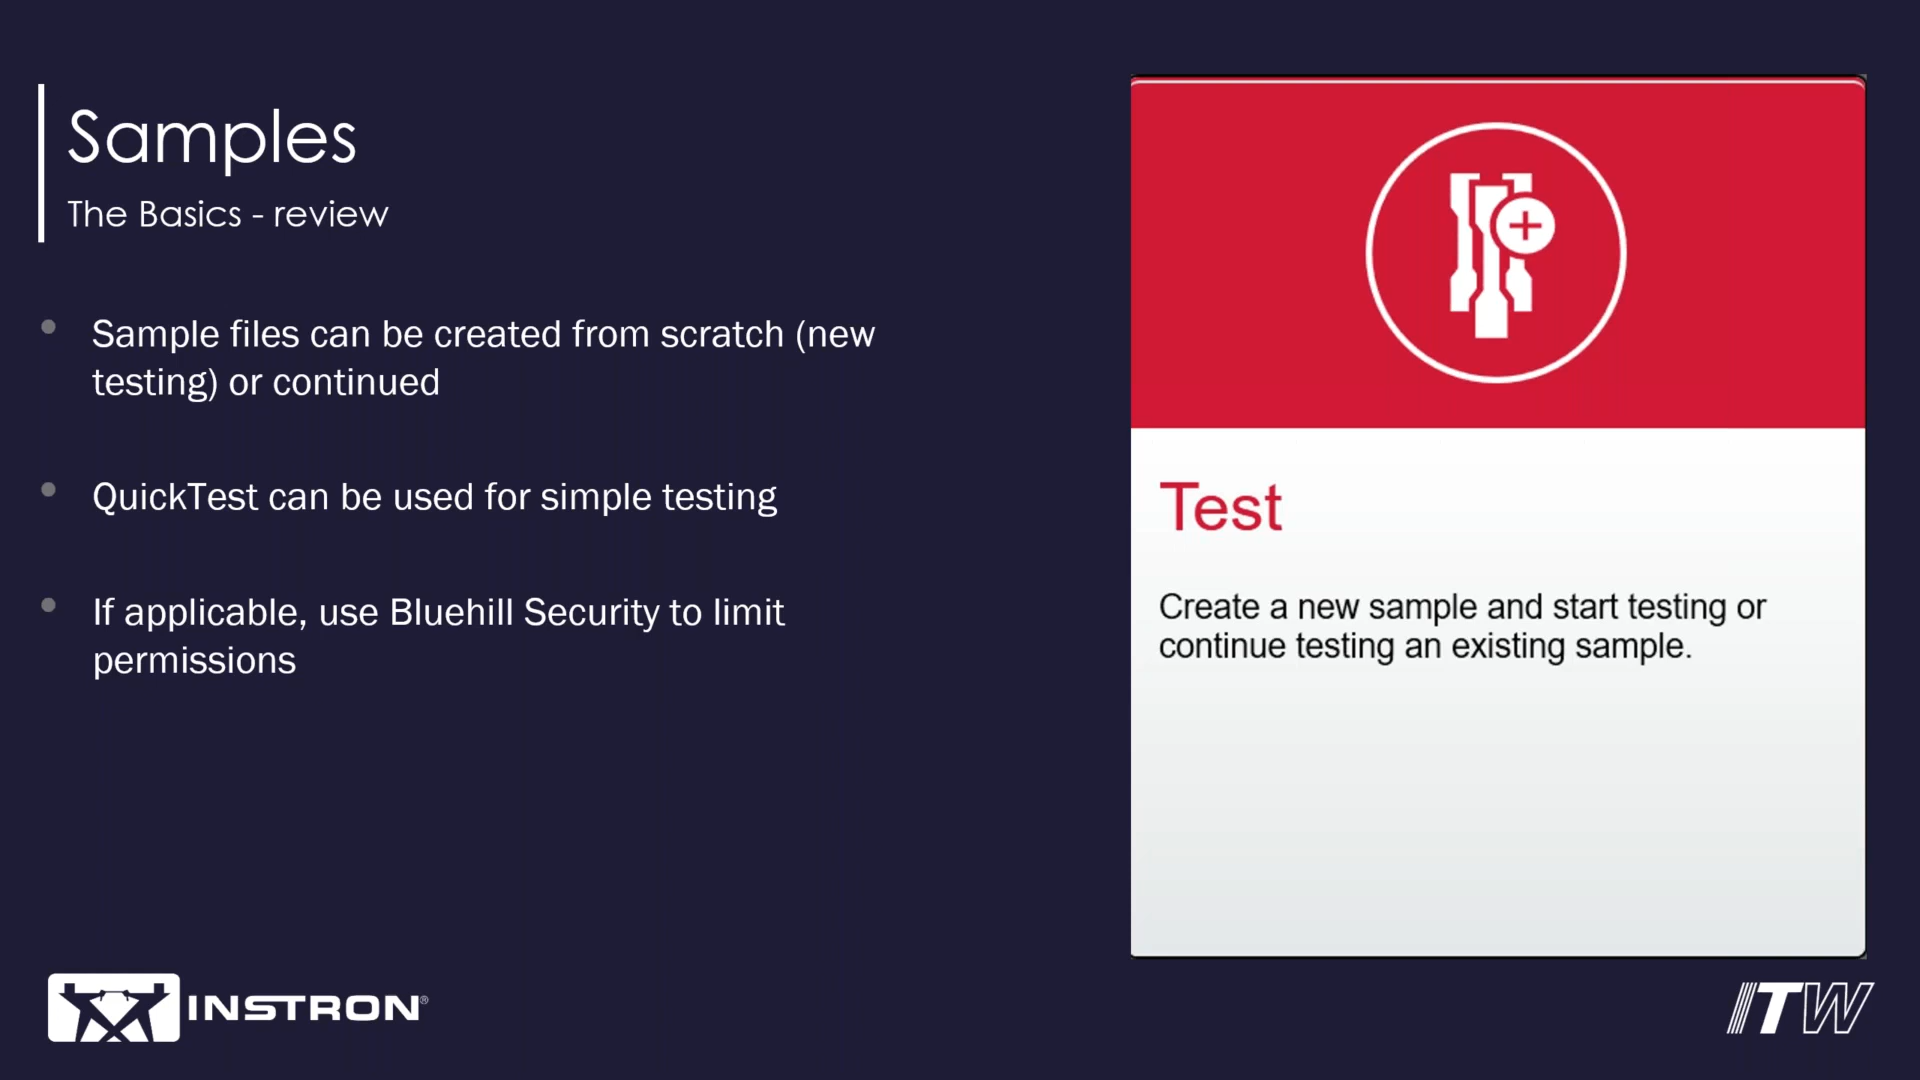 Samples
The Basics - review
Sample files can be created from scratch (new
testing) or continued
QuickTest can be used for simple testing
If applicable, use Bluehill Security to limit
permissions
Test
Create a new sample and start testing or
continue testing an existing sample.
INSTRON®
ITW